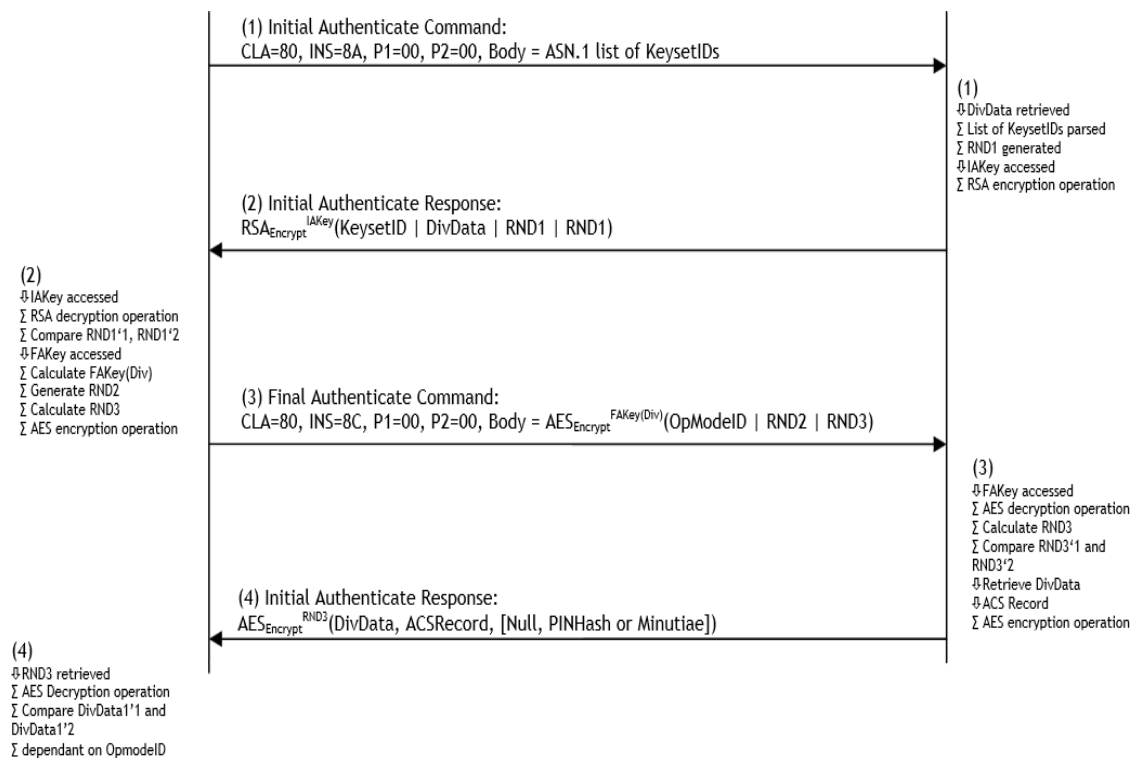 (1) Initial Authenticate Command:
CLA=80, INS=8A, P1=00, P2=00, Body = ASN.1 list of KeysetIDs
(1)
⇩DivData retrieved
Σ List of KeysetIDs parsed
Σ RND1 generated
⇩IAKey accessed
Σ RSA encryption operation
(2) Initial Authenticate Response:
RSA_Encrypt^IAKey(KeysetID | DivData | RND1 | RND1)
(2)
⇩IAKey accessed
Σ RSA decryption operation
Σ Compare RND1‘1, RND1‘2
⇩FAKey accessed
Σ Calculate FAKey(Div)
Σ Generate RND2
Σ Calculate RND3
Σ AES encryption operation
(3) Final Authenticate Command:
CLA=80, INS=8C, P1=00, P2=00, Body = AES_Encrypt^FAKey(Div)(OpModeID | RND2 | RND3)
(3)
⇩FAKey accessed
Σ AES decryption operation
Σ Calculate RND3
Σ Compare RND3‘1 and
RND3‘2
⇩Retrieve DivData
⇩ACS Record
Σ AES encryption operation
(4) Initial Authenticate Response:
AES_Encrypt^RND3(DivData, ACSRecord, [Null, PINHash or Minutiae])
(4)
⇩RND3 retrieved
Σ AES Decryption operation
Σ Compare DivData1’1 and
DivData1’2
Σ dependant on OpmodeID